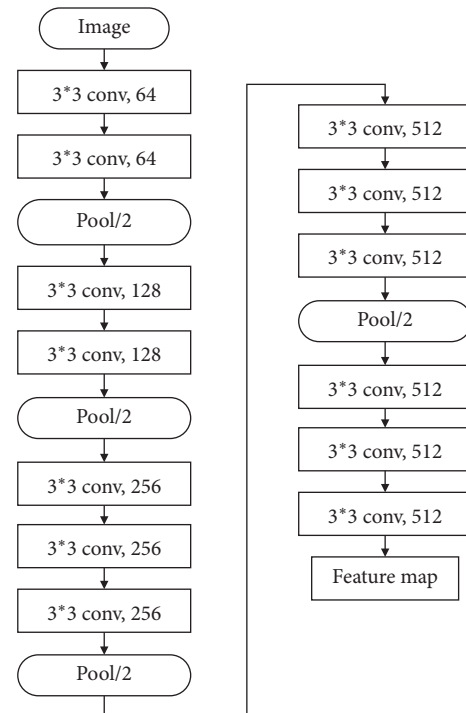 Image
3*3 conv, 64
3*3 conv, 64
Pool/2
3*3 conv, 128
3*3 conv, 128
Pool/2
3*3 conv, 256
3*3 conv, 256
3*3 conv, 256
Pool/2
3*3 conv, 512
3*3 conv, 512
3*3 conv, 512
Pool/2
3*3 conv, 512
3*3 conv, 512
3*3 conv, 512
Feature map